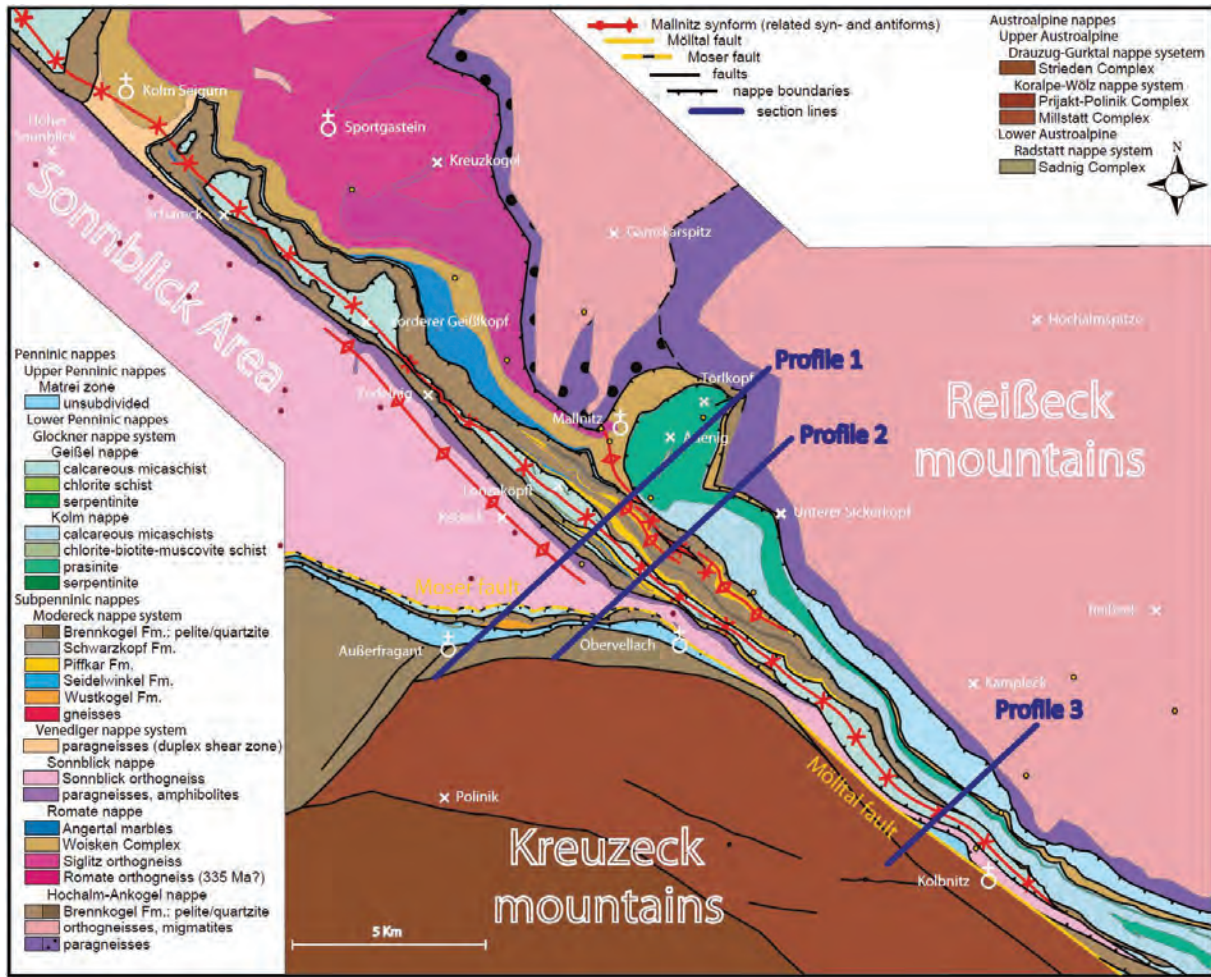 Mallnitz synform (related syn- and antiforms)
Mölltal fault
Moser fault
faults
nappe boundaries
section lines
Austroalpine nappes
Upper Austroalpine
Drauzug-Gurktal nappe sysetem
Strieden Complex
Koralpe-Wölz nappe system
Prijakt-Polinik Complex
Millstatt Complex
Lower Austroalpine
Radstatt nappe system
Sadnig Complex
N
Kolm Seigurn
Sportgastein
Hoher
Sonnblick
Kreuzkogel
Schareck
Gamskarspitz
Sonnblick Area
Vorderer Geißlkopf
Hochalmspitze
Penninic nappes
Upper Penninic nappes
Matrei zone
unsubdivided
Lower Penninic nappes
Glockner nappe system
Geißel nappe
calcareous micaschist
chlorite schist
serpentinite
Kolm nappe
calcareous micaschists
chlorite-biotite-muscovite schist
prasinite
serpentinite
Subpenninic nappes
Modereck nappe system
Brennkogel Fm.: pelite/quartzite
Schwarzkopf Fm.
Piffkar Fm.
Seidelwinkel Fm.
Wustkogel Fm.
gneisses
Venediger nappe system
paragneisses (duplex shear zone)
Sonnblick nappe
Sonnblick orthogneiss
paragneisses, amphibolites
Romate nappe
Angertal marbles
Woisken Complex
Siglitz orthogneiss
Romate orthogneiss (335 Ma?)
Hochalm-Ankogel nappe
Brennkogel Fm.: pelite/quartzite
orthogneisses, migmatites
paragneisses
Profile 1
Törlkopf
Mallnitz
Auernig
Profile 2
Reißeck
mountains
Lonzaköpfl
Unterer Sickerkopf
Moser fault
Außerfragant
Obervellach
Kampleck
Profile 3
Mölltal fault
Polinik
Kreuzeck
mountains
Kolbnitz
5 Km